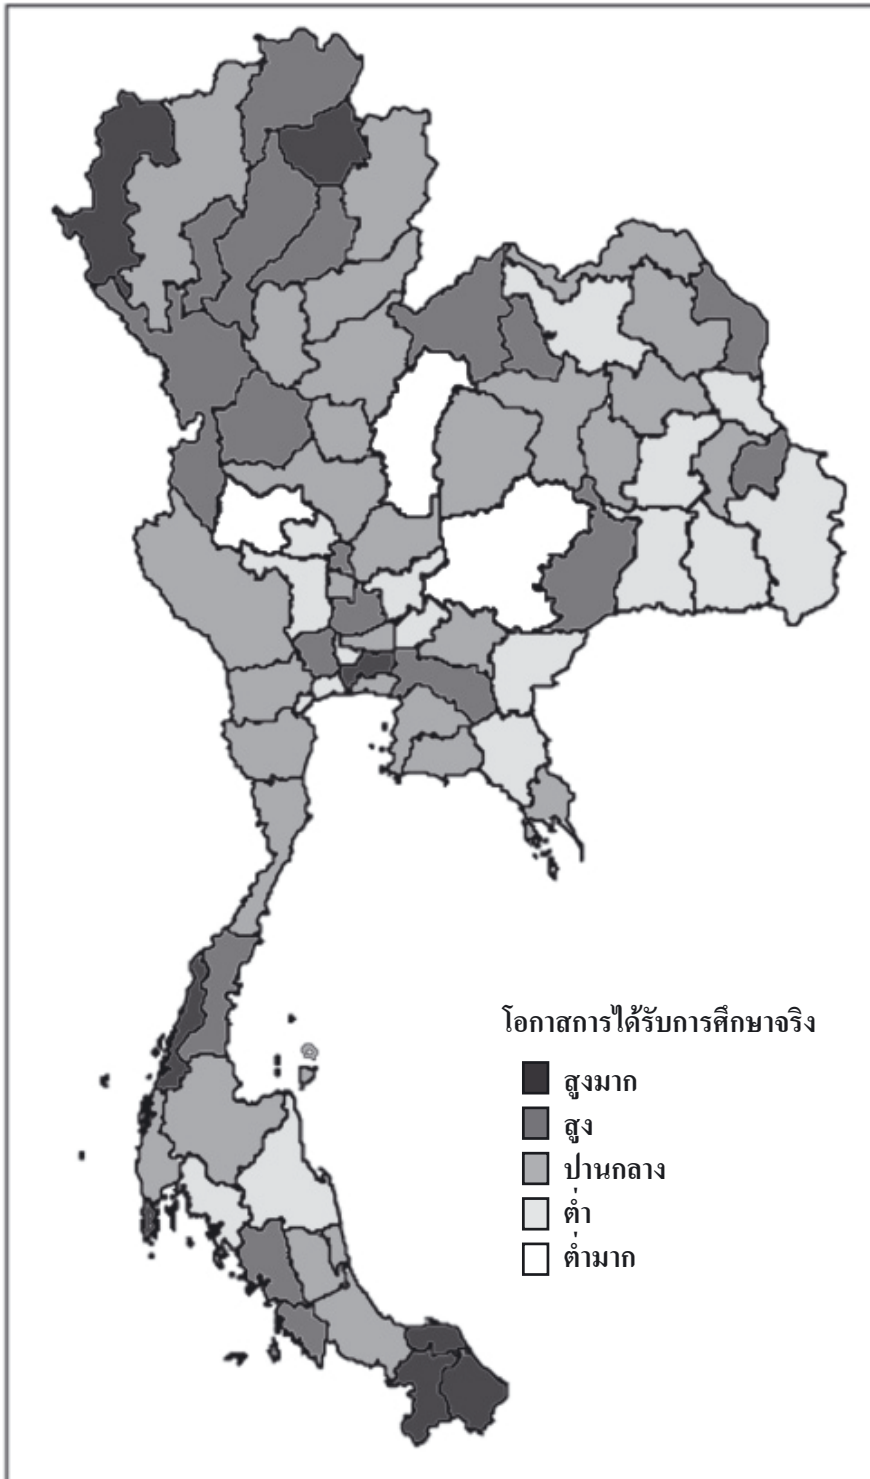 โอกาสการได้รับการศึกษาจริง
สูงมาก
สูง
ปานกลาง
ต่ำ
ต่ำมาก